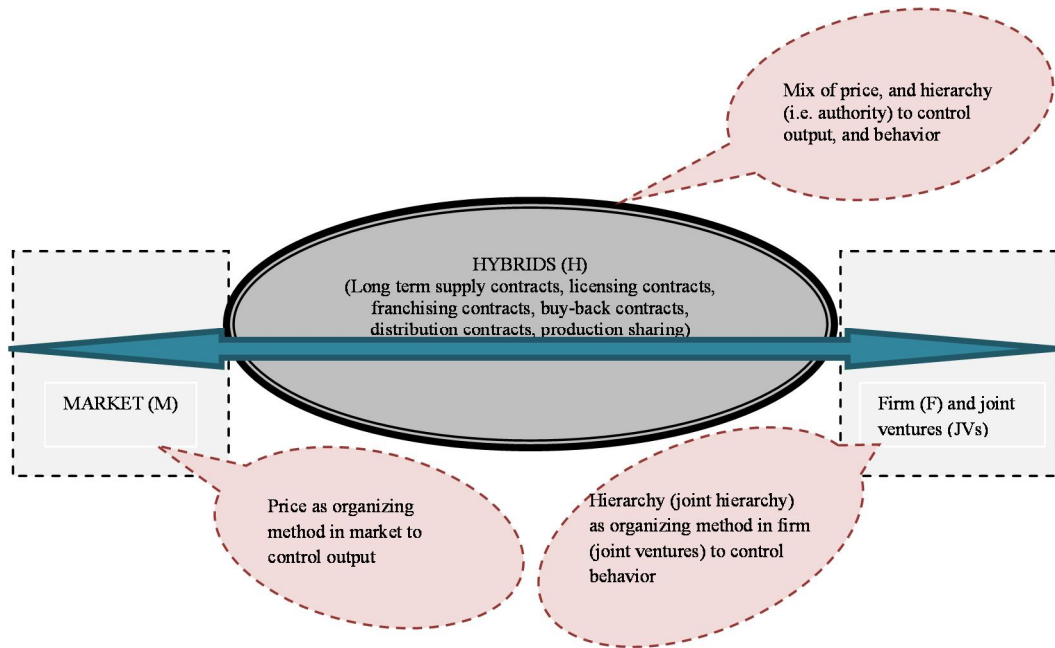 Mix of price, and hierarchy
(i.e. authority) to control
output, and behavior
HYBRIDS (H)
(Long term supply contracts, licensing contracts,
franchising contracts, buy-back contracts,
distribution contracts, production sharing)
MARKET (M)
Firm (F) and joint
ventures (JVs)
Price as organizing
method in market to
control output
Hierarchy (joint hierarchy)
as organizing method in firm
(joint ventures) to control
behavior